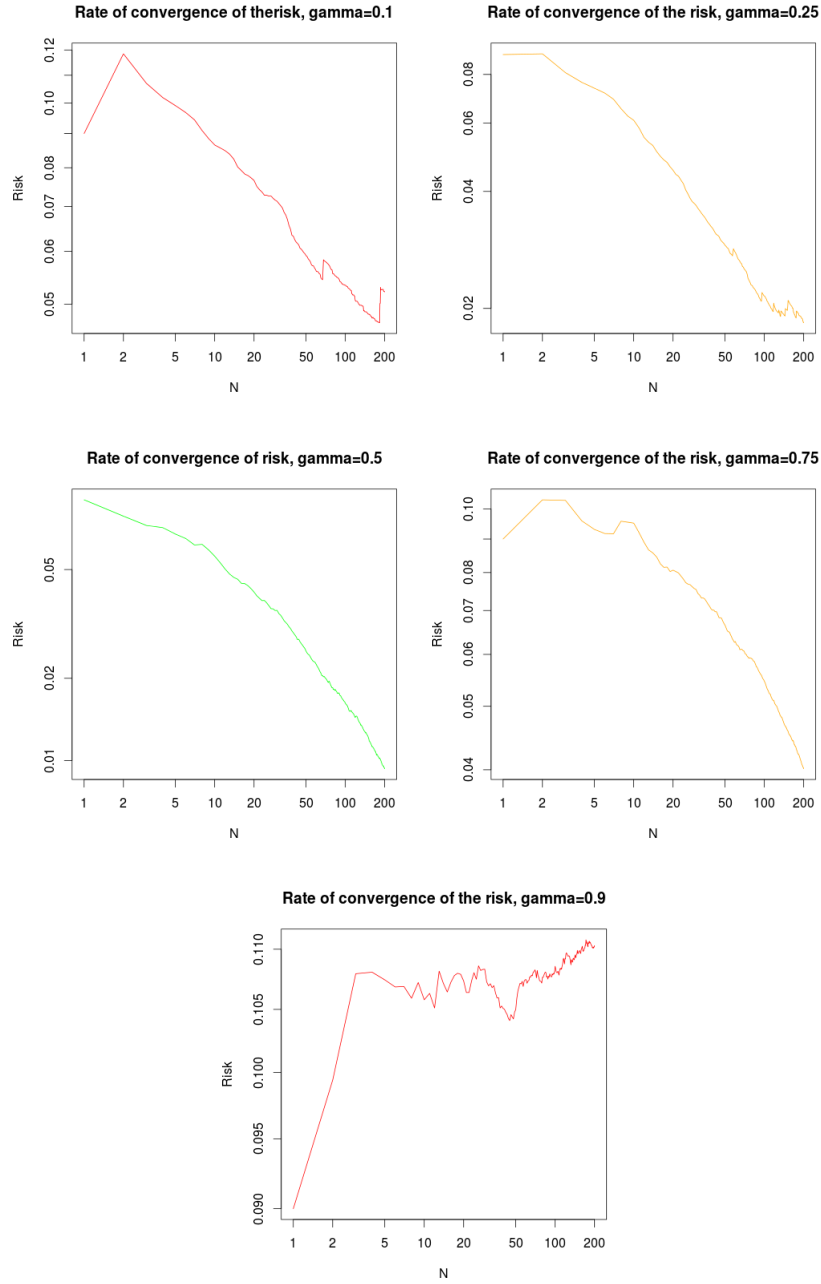 Rate of convergence of therisk, gamma=0.1
0.12
0.10
0.08
0.07
0.06
0.05
Risk
1 2 5 10 20 50 100 200
N
Rate of convergence of the risk, gamma=0.25
0.08
0.06
0.04
0.02
Risk
1 2 5 10 20 50 100 200
N
Rate of convergence of risk, gamma=0.5
0.05
0.02
0.01
Risk
1 2 5 10 20 50 100 200
N
Rate of convergence of the risk, gamma=0.75
0.10
0.08
0.07
0.06
0.05
0.04
Risk
1 2 5 10 20 50 100 200
N
Rate of convergence of the risk, gamma=0.9
0.110
0.105
0.100
0.095
0.090
Risk
1 2 5 10 20 50 100 200
N